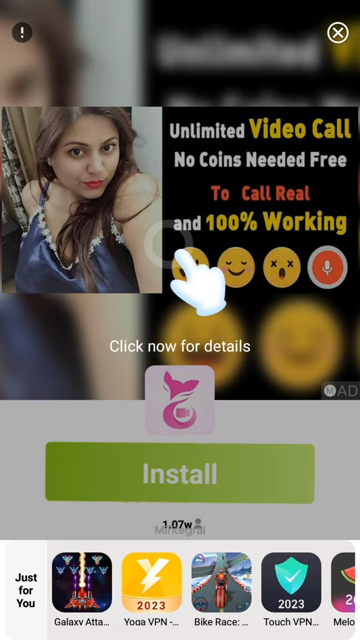 Unlimited
Unlimited Video Call
No Coins Needed Free
To Call Real
and 100% Working
Click now for details
AD
Install
1.07w
Mintegral
Just
for
You
2023
2023
Galaxy Atta...
Yoga VPN -...
Bike Race: ...
Touch VPN...
Melo